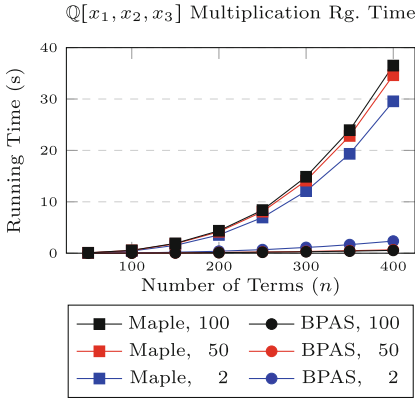 ℚ[x₁, x₂, x₃] Multiplication Rg. Time
40
30
20
10
0
Running Time (s)
100 200 300 400
Number of Terms (n)
Maple, 100 BPAS, 100
Maple, 50 BPAS, 50
Maple, 2 BPAS, 2